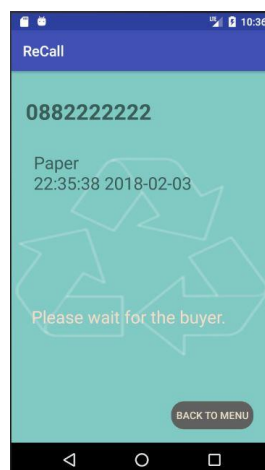 LTE 10:36
ReCall
0882222222
Paper
22:35:38 2018-02-03
Please wait for the buyer.
BACK TO MENU